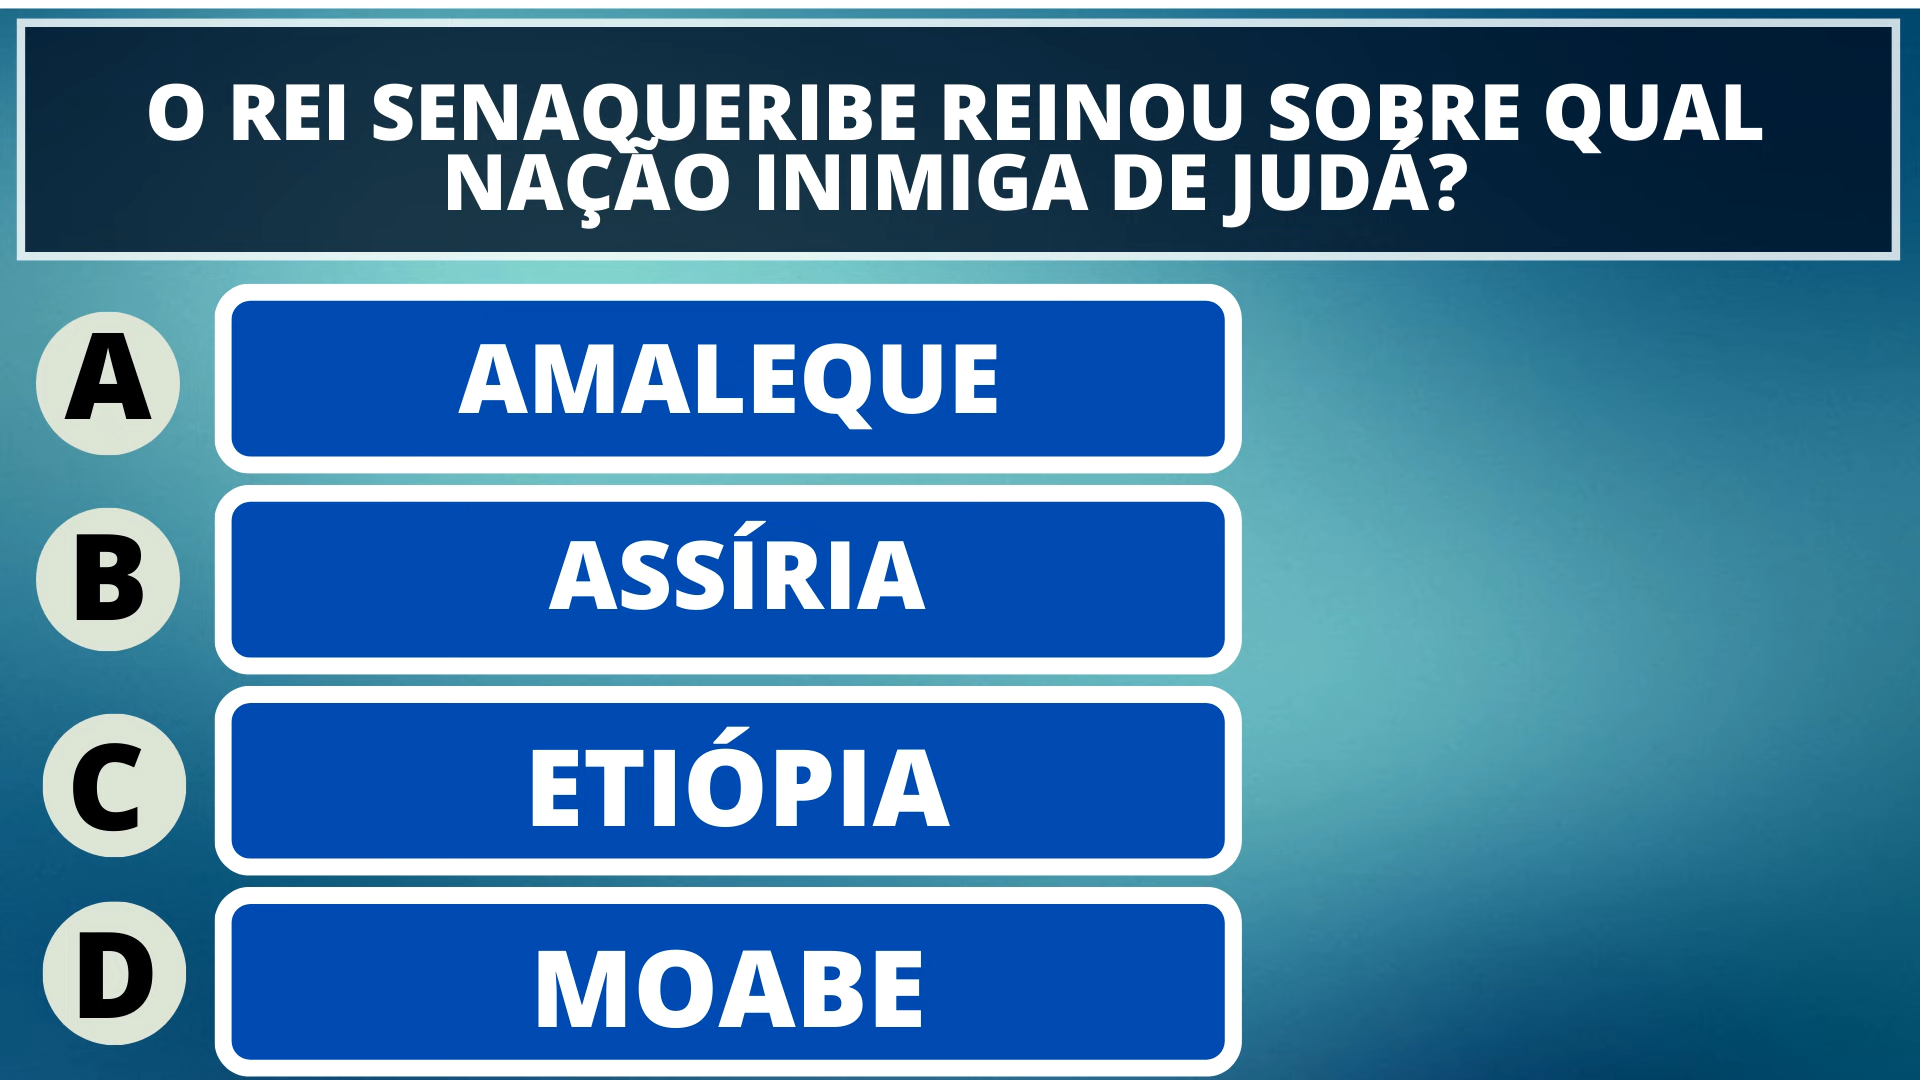 O REI SENAQUERIBE REINOU SOBRE QUAL
NAÇÃO INIMIGA DE JUDÁ?
A
AMALEQUE
B
ASSÍRIA
C
ETIÓPIA
D
MOABE